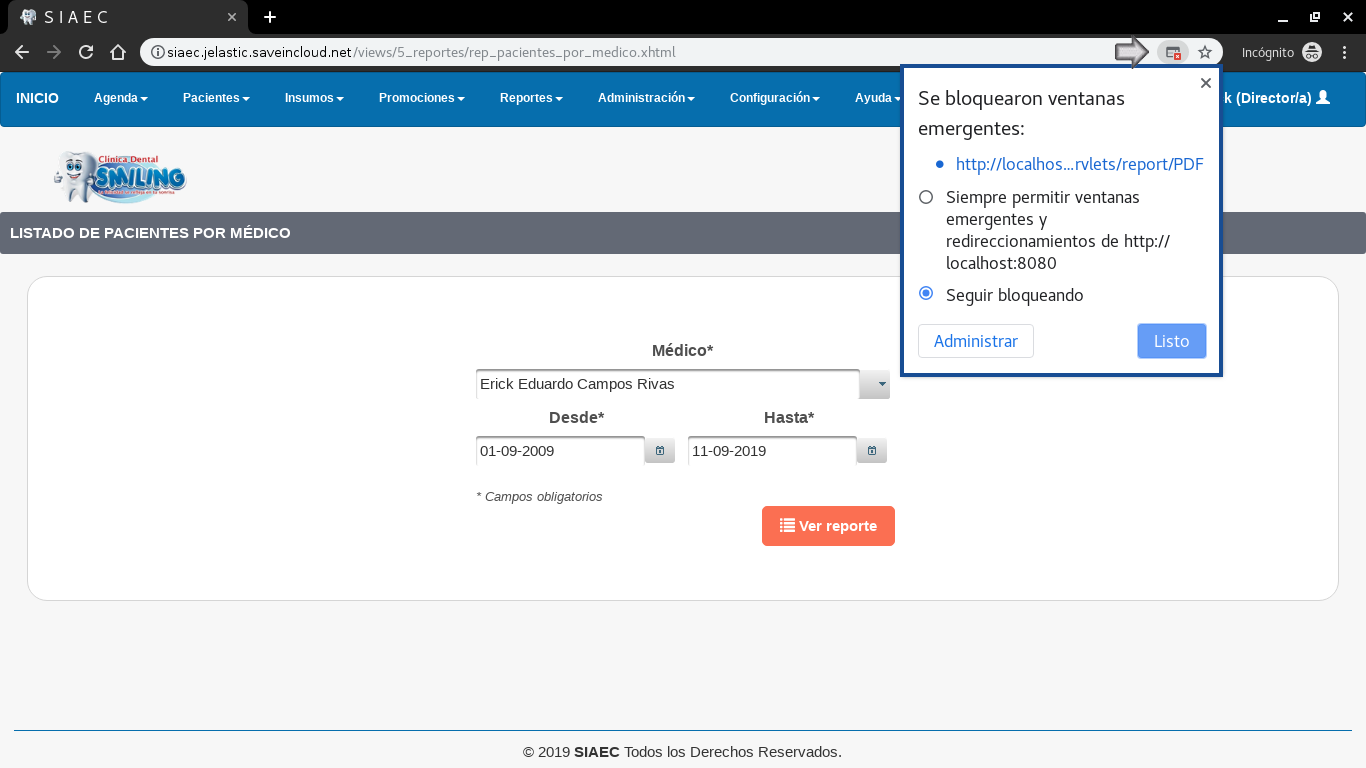 S I A E C
siaec.jelastic.saveincloud.net/views/5_reportes/rep_pacientes_por_medico.xhtml
Incógnito
INICIO Agenda Pacientes Insumos Promociones Reportes Administración Configuración Ayuda k (Director/a)
Se bloquearon ventanas
emergentes:
http://localhos...rvlets/report/PDF
Siempre permitir ventanas
emergentes y
redireccionamientos de http://
localhost:8080
Seguir bloqueando
Administrar Listo
Clínica Dental
SMILING
LISTADO DE PACIENTES POR MÉDICO
Médico*
Erick Eduardo Campos Rivas
Desde* Hasta*
01-09-2009 11-09-2019
* Campos obligatorios
Ver reporte
© 2019 SIAEC Todos los Derechos Reservados.